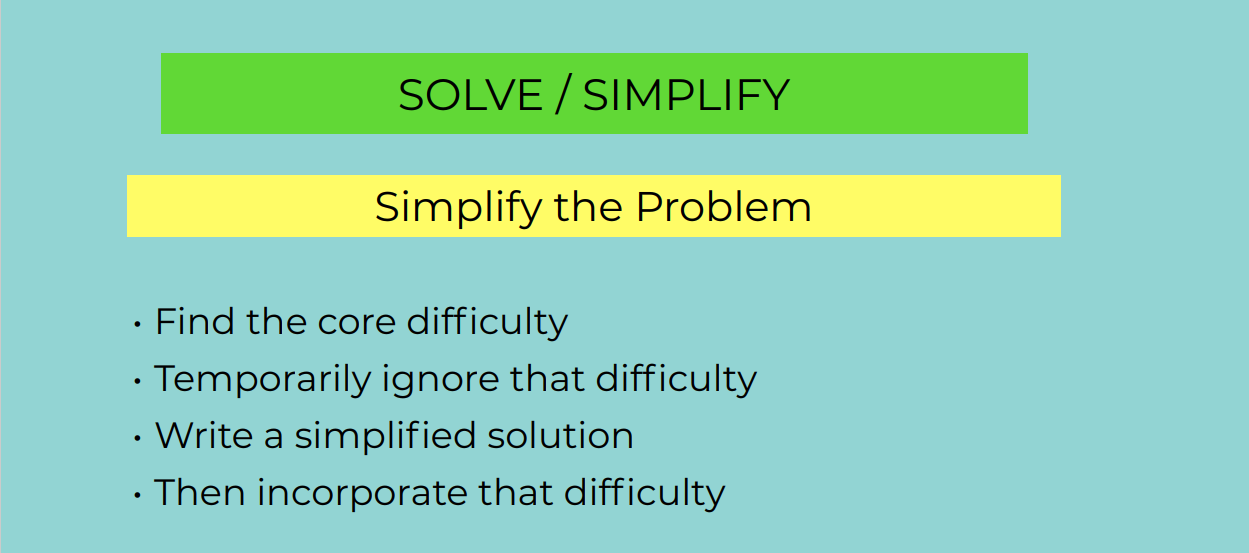 SOLVE / SIMPLIFY
Simplify the Problem
• Find the core difficulty
• Temporarily ignore that difficulty
• Write a simplified solution
• Then incorporate that difficulty